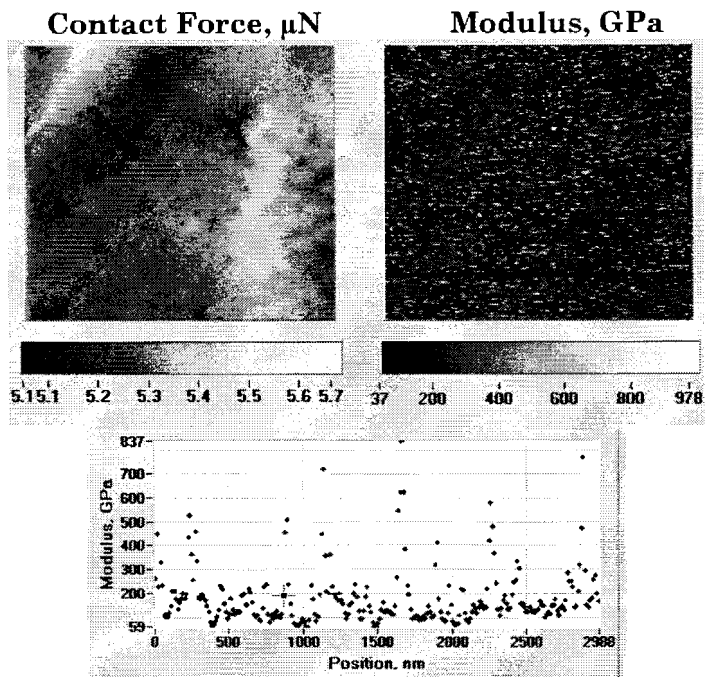 Contact Force, µN
Modulus, GPa
5.1 5.1 5.2 5.3 5.4 5.5 5.6 5.7
37 200 400 600 800 978
Modulus, GPa
837
700
600
500
400
300
200
59
0 500 1000 1500 2000 2500 2988
Position, nm